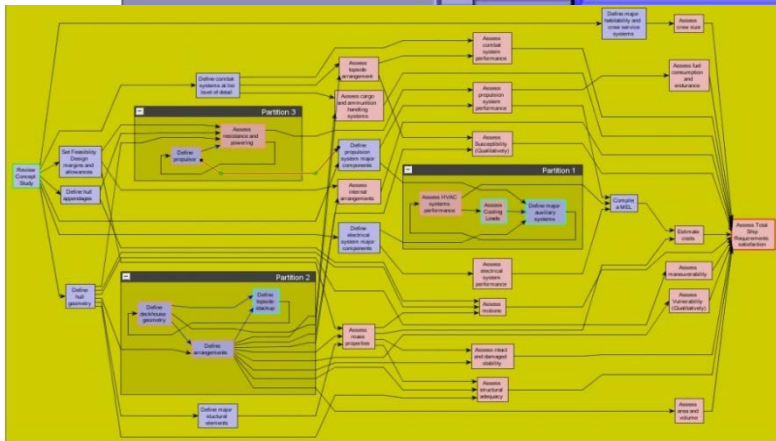 Define major
habitability and
crew service
systems
Assess
crew size
Assess
combat
system
performance
Assess
topside
arrangement
Define combat
systems at top
level of detail
Assess fuel
consumption
and
endurance
Assess cargo
and ammunition
handling
systems
Assess
propulsion
system
performance
Partition 3
Assess
resistance and
powering
Define
propulsor
Set Feasibility
Design
margins and
allowances
Review
Concept
Study
Define hull
appendages
Define
propulsion
system major
components
Assess
Susceptibility
(Qualitatively)
Assess
internal
arrangements
Partition 1
Assess HVAC
systems
performance
Assess
Cooling
Loads
Define major
auxiliary
systems
Compile
a MEL
Define
electrical
system major
components
Estimate
costs
Assess Total
Ship
Requirements
satisfaction
Assess
electrical
system
performance
Assess
maneuverability
Define
hull
geometry
Partition 2
Define
topside
stackup
Define
deckhouse
geometry
Define
arrangements
Assess
motions
Assess
Vulnerability
(Qualitatively)
Assess
mass
properties
Assess intact
and damaged
stability
Assess
structural
adequacy
Define major
structural
elements
Assess
area and
volume